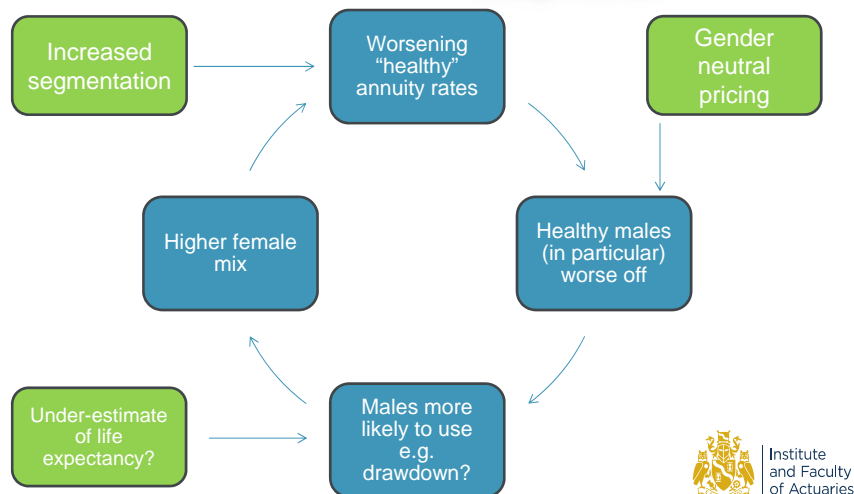 Increased
segmentation
Worsening
“healthy”
annuity rates
Gender
neutral
pricing
Higher female
mix
Healthy males
(in particular)
worse off
Under-estimate
of life
expectancy?
Males more
likely to use
e.g.
drawdown?
Institute
and Faculty
of Actuaries